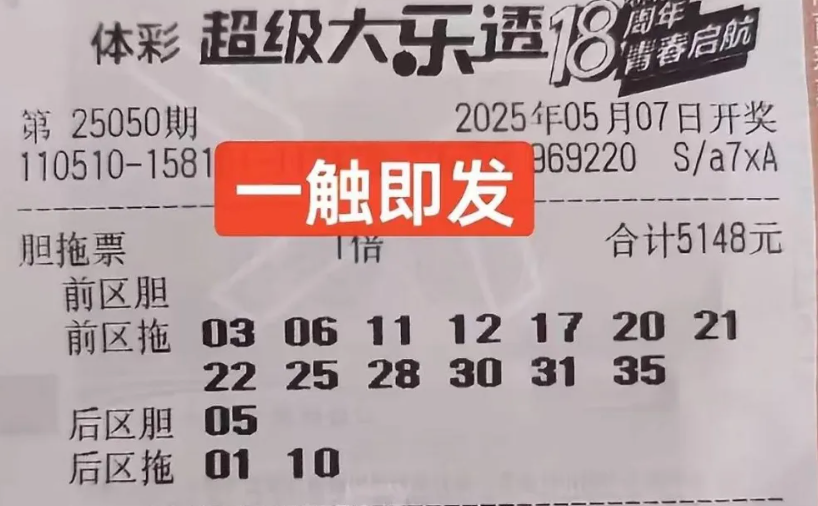 体彩 超级大乐透 18周年 青春启航
第 25050期 2025年05月07日开奖
110510-1581 969220 S/a7xA
一触即发
胆拖票 1倍 合计5148元
前区胆
前区拖 03 06 11 12 17 20 21
22 25 28 30 31 35
后区胆 05
后区拖 01 10